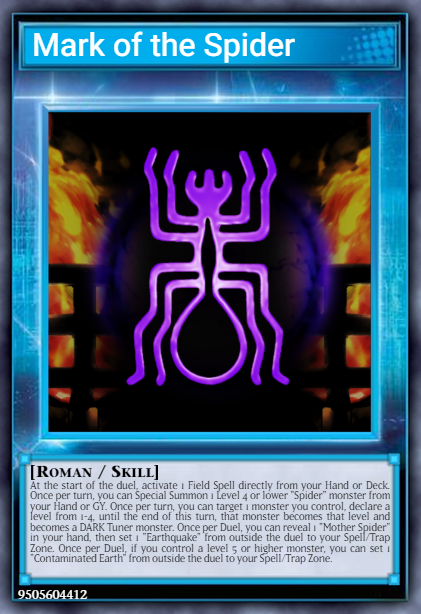 Mark of the Spider
[Roman / Skill]
At the start of the duel, activate 1 Field Spell directly from your Hand or Deck.
Once per turn, you can Special Summon 1 Level 4 or lower "Spider" monster from
your Hand or GY. Once per turn, you can target 1 monster you control, declare a
level from 1-4, until the end of this turn, that monster becomes that level and
becomes a DARK Tuner monster. Once per Duel, you can reveal 1 "Mother Spider"
in your hand, then set 1 "Earthquake" from outside the duel to your Spell/Trap
Zone. Once per Duel, if you control a level 5 or higher monster, you can set 1
"Contaminated Earth" from outside the duel to your Spell/Trap Zone.
9505604412